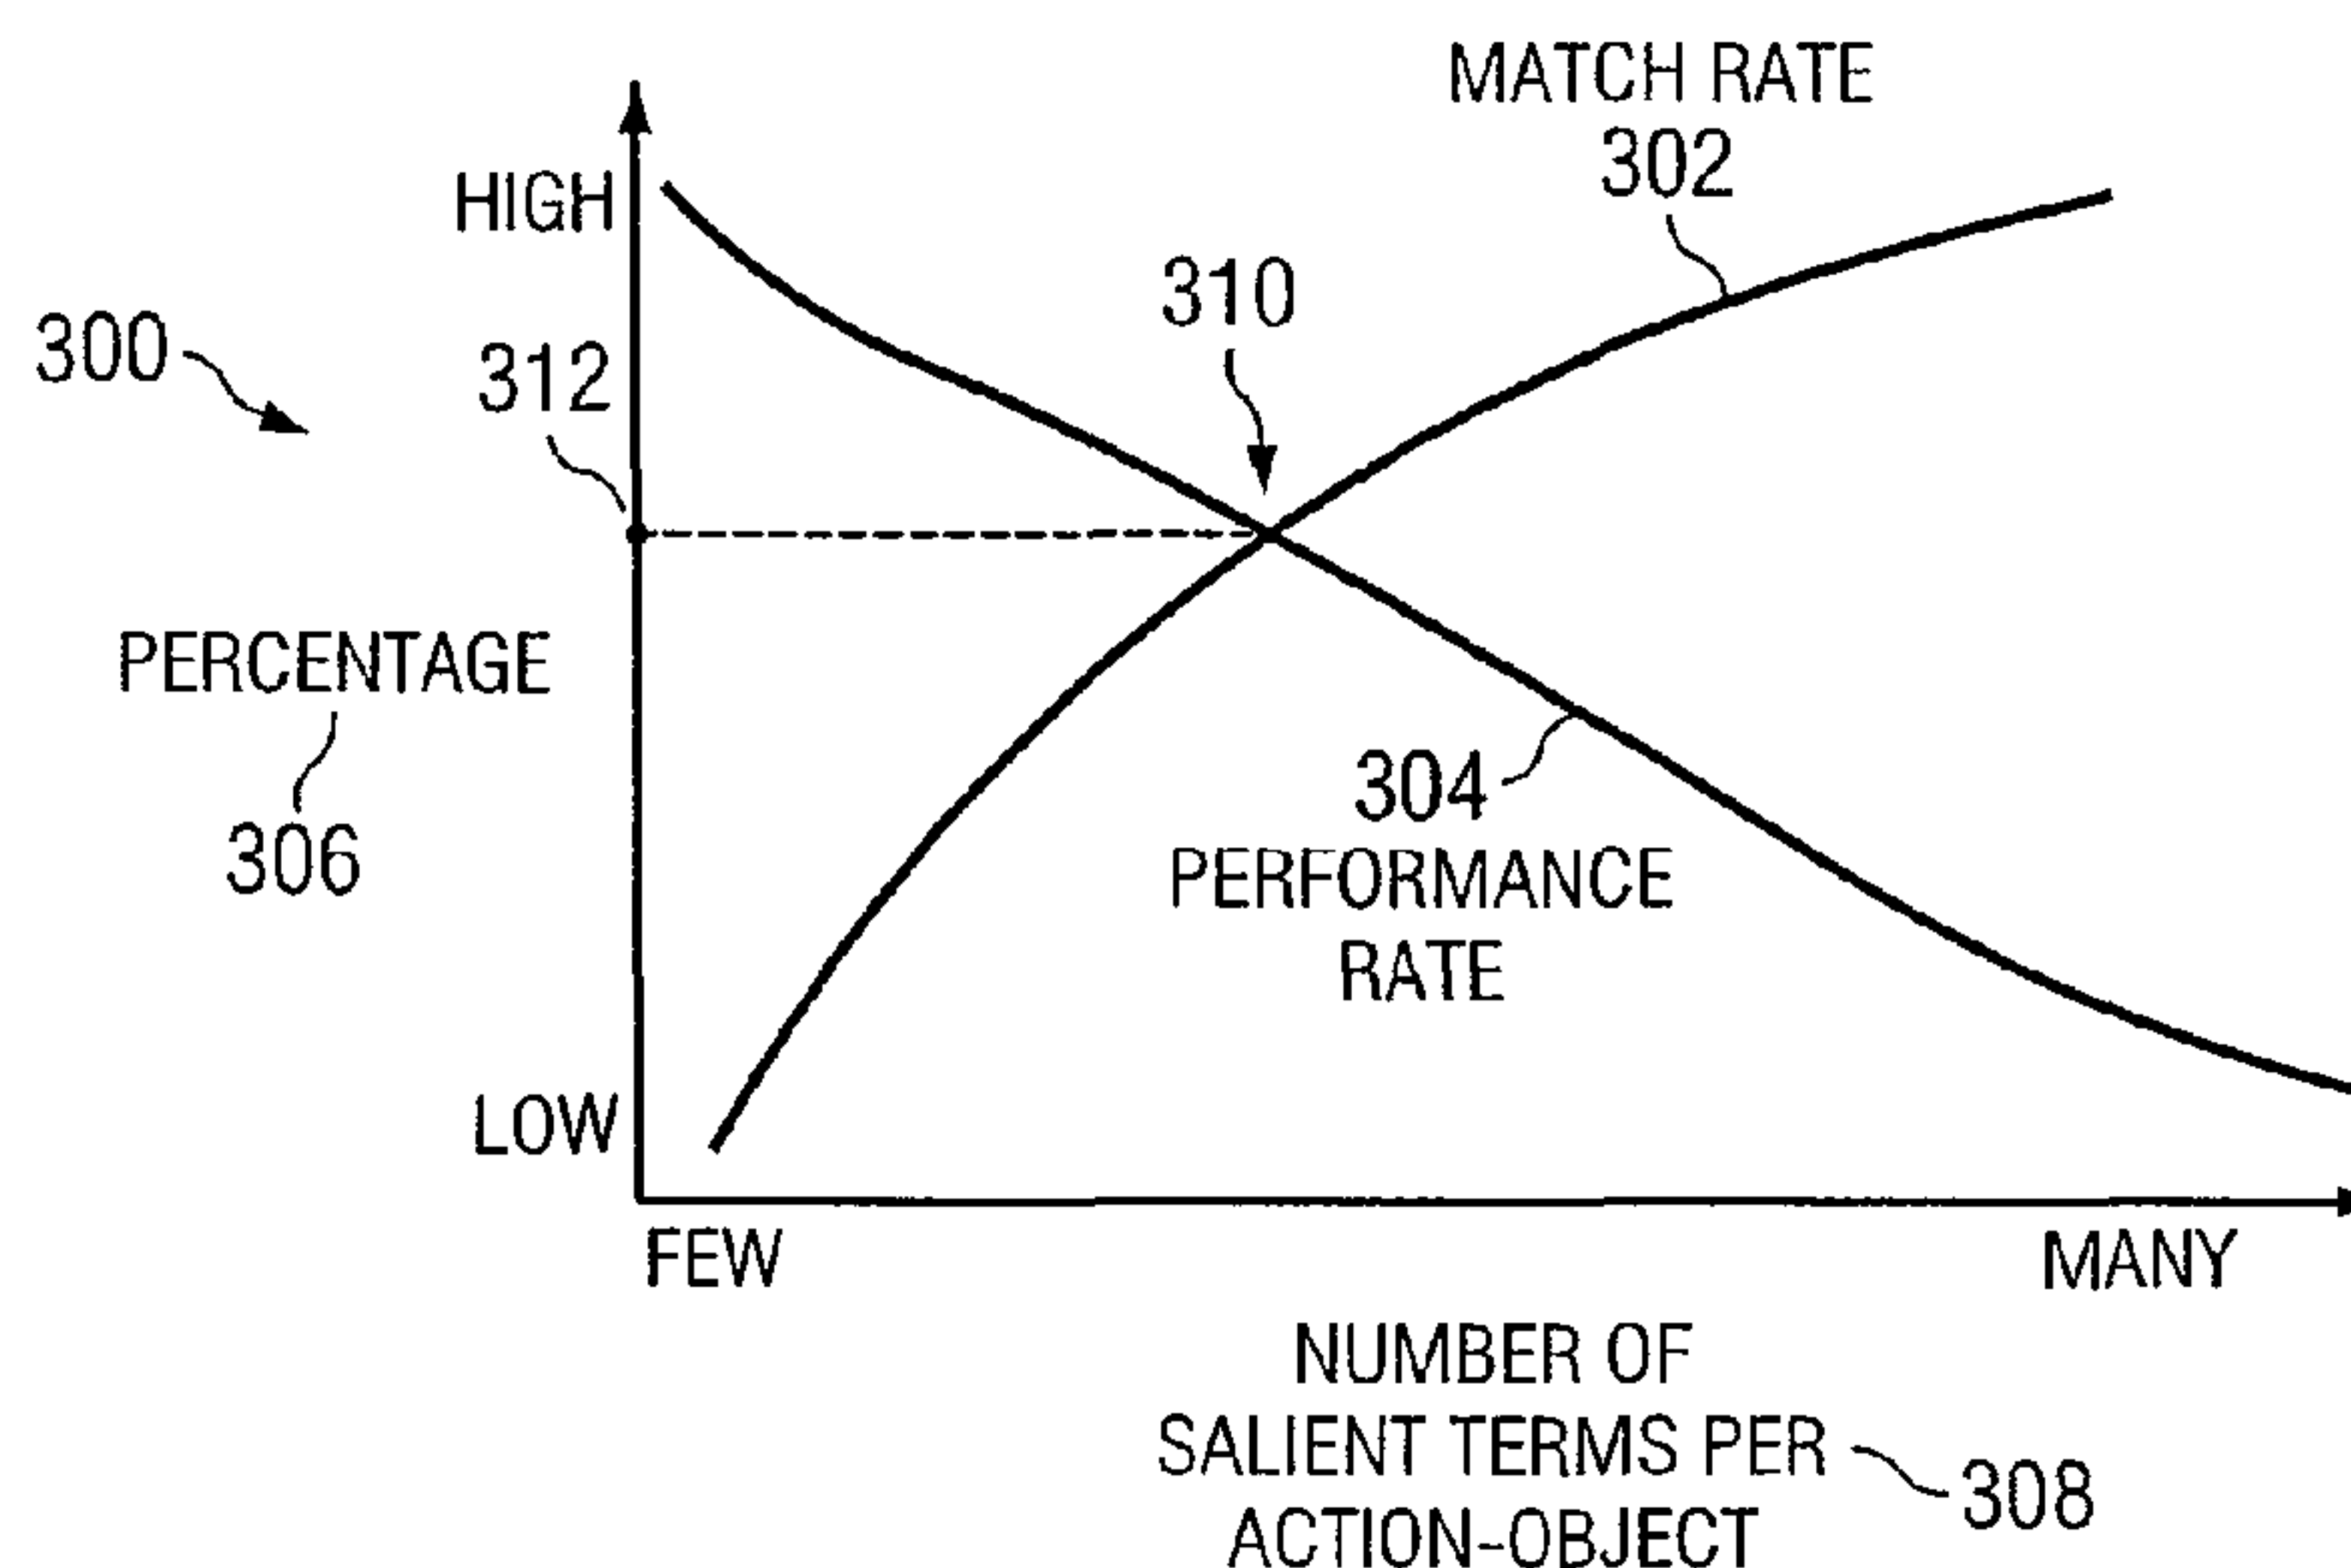 MATCH RATE
302
HIGH
310
300
312
PERCENTAGE
306
304
PERFORMANCE
RATE
LOW
FEW
MANY
NUMBER OF
SALIENT TERMS PER
308
ACTION-OBJECT